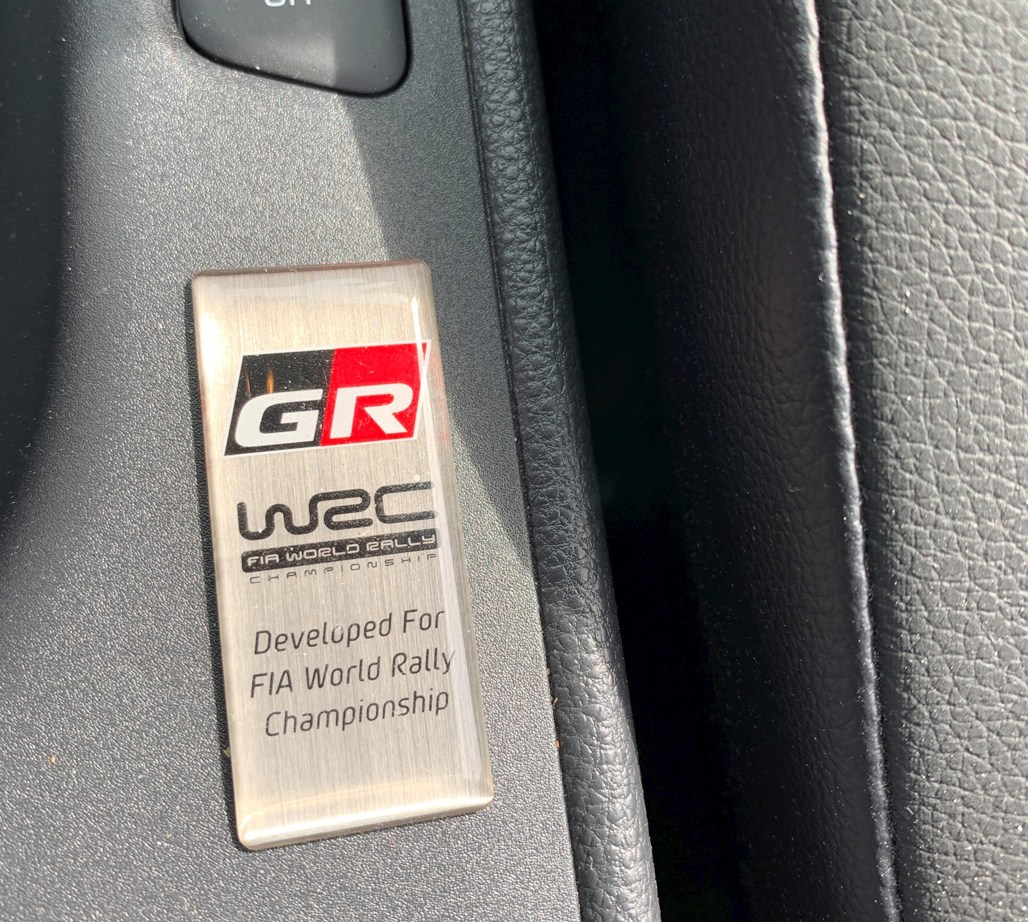 GR
WRC
FIA WORLD RALLY
CHAMPIONSHIP
Developed For
FIA World Rally
Championship